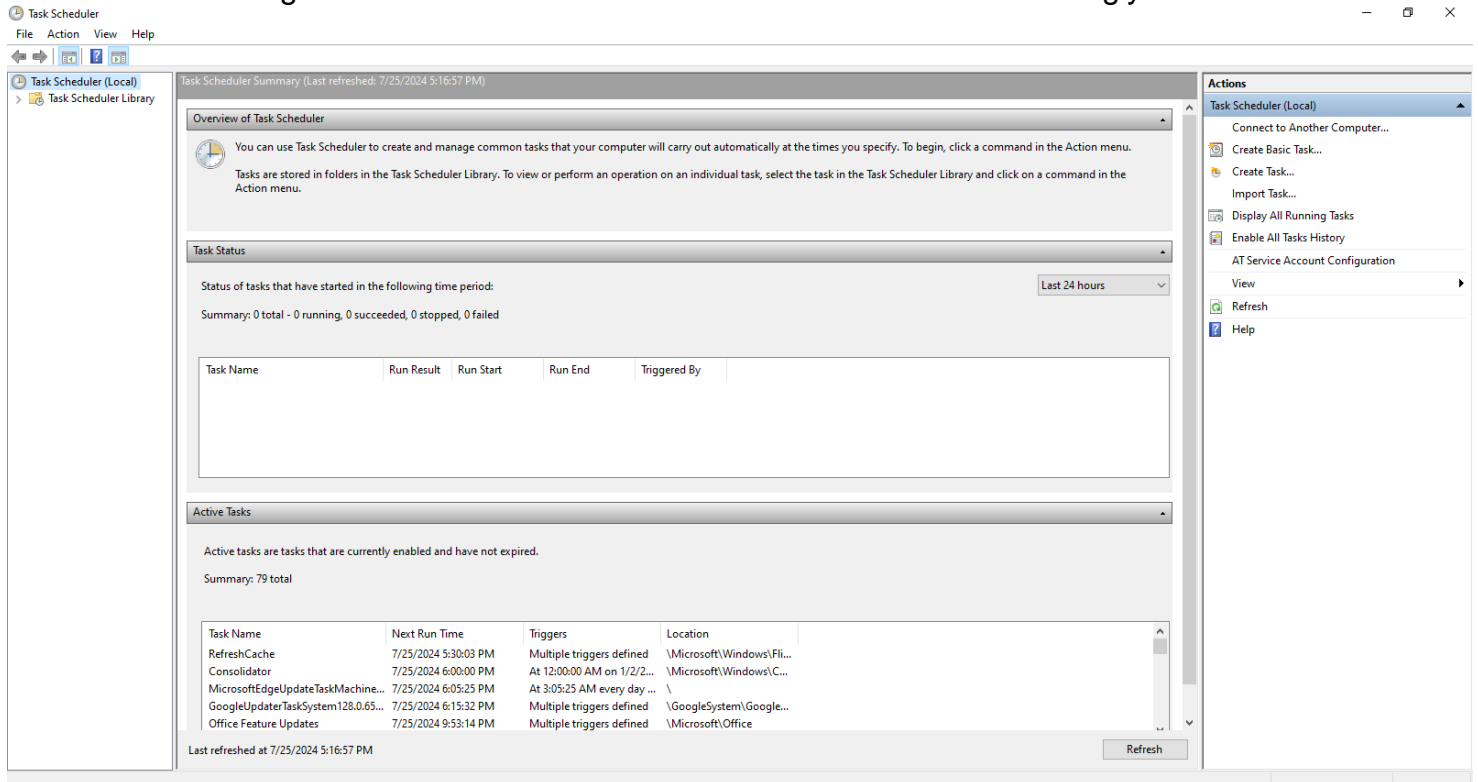 Task Scheduler
File Action View Help
Task Scheduler (Local)
Task Scheduler Library
Task Scheduler Summary (Last refreshed: 7/25/2024 5:16:57 PM)
Overview of Task Scheduler
You can use Task Scheduler to create and manage common tasks that your computer will carry out automatically at the times you specify. To begin, click a command in the Action menu.
Tasks are stored in folders in the Task Scheduler Library. To view or perform an operation on an individual task, select the task in the Task Scheduler Library and click on a command in the
Action menu.
Task Status
Status of tasks that have started in the following time period:
Last 24 hours
Summary: 0 total - 0 running, 0 succeeded, 0 stopped, 0 failed
Task Name Run Result Run Start Run End Triggered By
Active Tasks
Active tasks are tasks that are currently enabled and have not expired.
Summary: 79 total
Task Name Next Run Time Triggers Location
RefreshCache 7/25/2024 5:30:03 PM Multiple triggers defined \Microsoft\Windows\Fli...
Consolidator 7/25/2024 6:00:00 PM At 12:00:00 AM on 1/2/2... \Microsoft\Windows\C...
MicrosoftEdgeUpdateTaskMachine... 7/25/2024 6:05:25 PM At 3:05:25 AM every day ... \
GoogleUpdaterTaskSystem128.0.65... 7/25/2024 6:15:32 PM Multiple triggers defined \GoogleSystem\Google...
Office Feature Updates 7/25/2024 9:53:14 PM Multiple triggers defined \Microsoft\Office
Last refreshed at 7/25/2024 5:16:57 PM
Refresh
Actions
Task Scheduler (Local)
Connect to Another Computer...
Create Basic Task...
Create Task...
Import Task...
Display All Running Tasks
Enable All Tasks History
AT Service Account Configuration
View
Refresh
Help